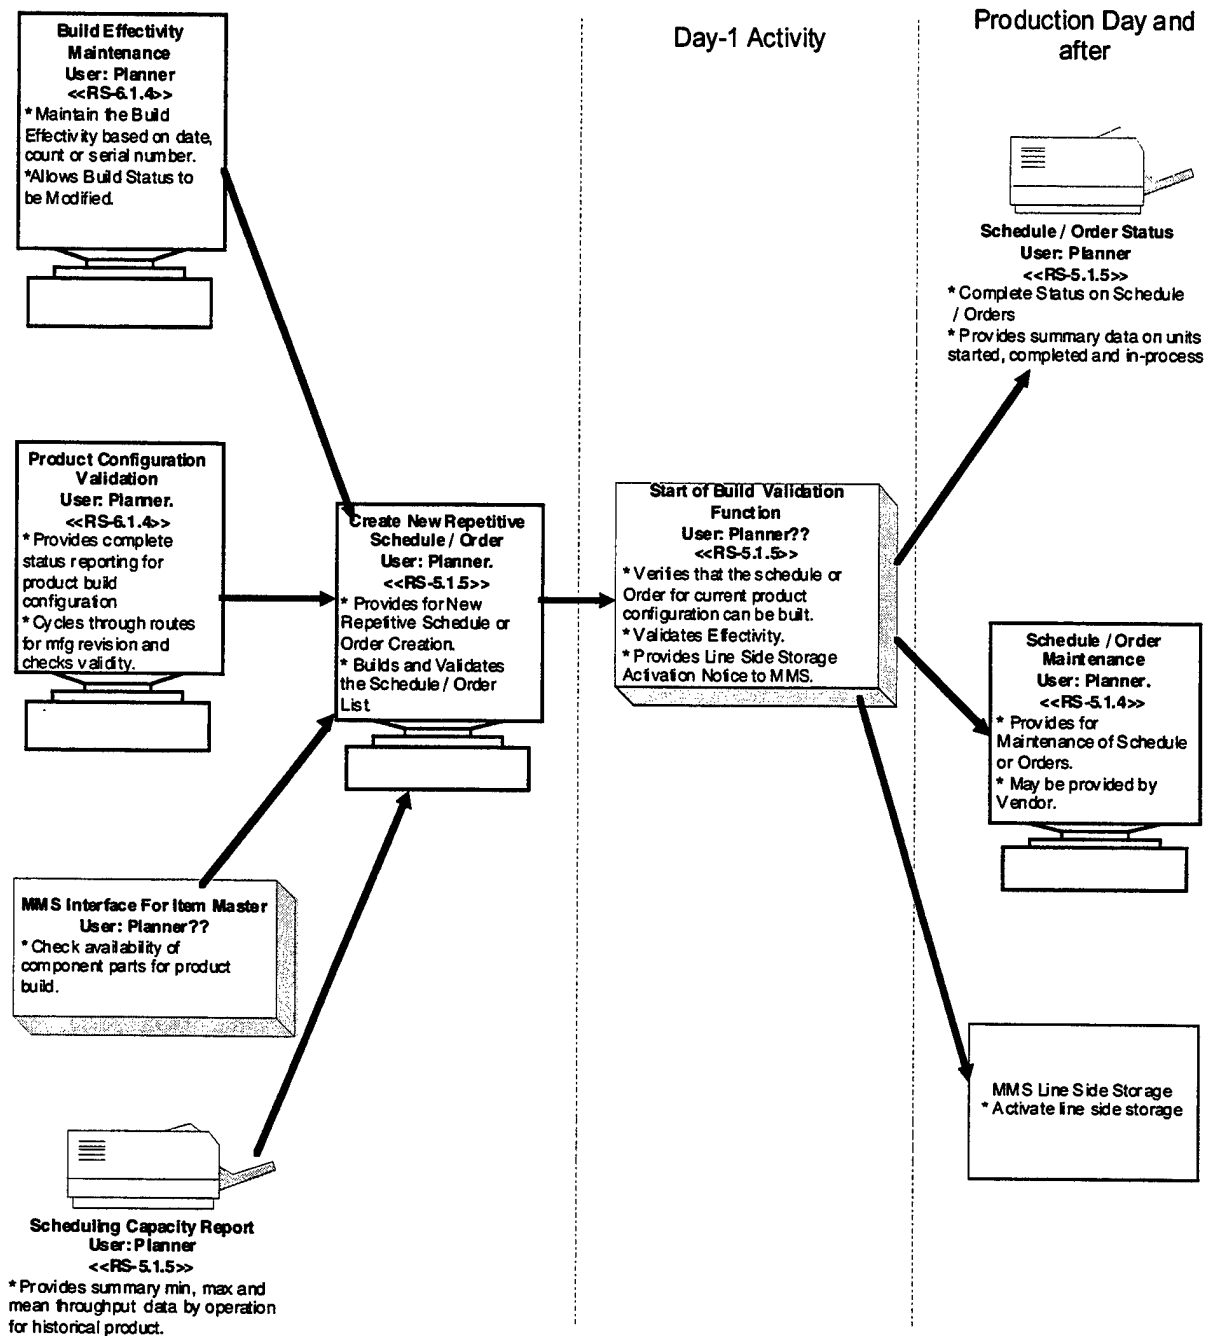 Build Effectivity
Maintenance
User: Planner
<<RS-6.1.4>>
* Maintain the Build
Effectivity based on date,
count or serial number.
*Allows Build Status to
be Modified.
Day-1 Activity
Production Day and
after
Schedule / Order Status
User: Planner
<<RS-5.1.5>>
* Complete Status on Schedule
/ Orders
* Provides summary data on units
started, completed and in-process
Product Configuration
Validation
User: Planner.
<<RS-6.1.4>>
* Provides complete
status reporting for
product build
configuration
* Cycles through routes
for mfg revision and
checks validity.
Create New Repetitive
Schedule / Order
User: Planner.
<<RS-5.1.5>>
* Provides for New
Repetitive Schedule or
Order Creation.
* Builds and Validates
the Schedule / Order
List
Start of Build Validation
Function
User: Planner??
<<RS-5.1.5>>
* Verifies that the schedule or
Order for current product
configuration can be built.
* Validates Effectivity.
* Provides Line Side Storage
Activation Notice to MMS.
Schedule / Order
Maintenance
User: Planner.
<<RS-5.1.4>>
* Provides for
Maintenance of Schedule
or Orders.
* May be provided by
Vendor.
MMS Interface For Item Master
User: Planner??
* Check availability of
component parts for product
build.
MMS Line Side Storage
* Activate line side storage
Scheduling Capacity Report
User: Planner
<<RS-5.1.5>>
* Provides summary min, max and
mean throughput data by operation
for historical product.